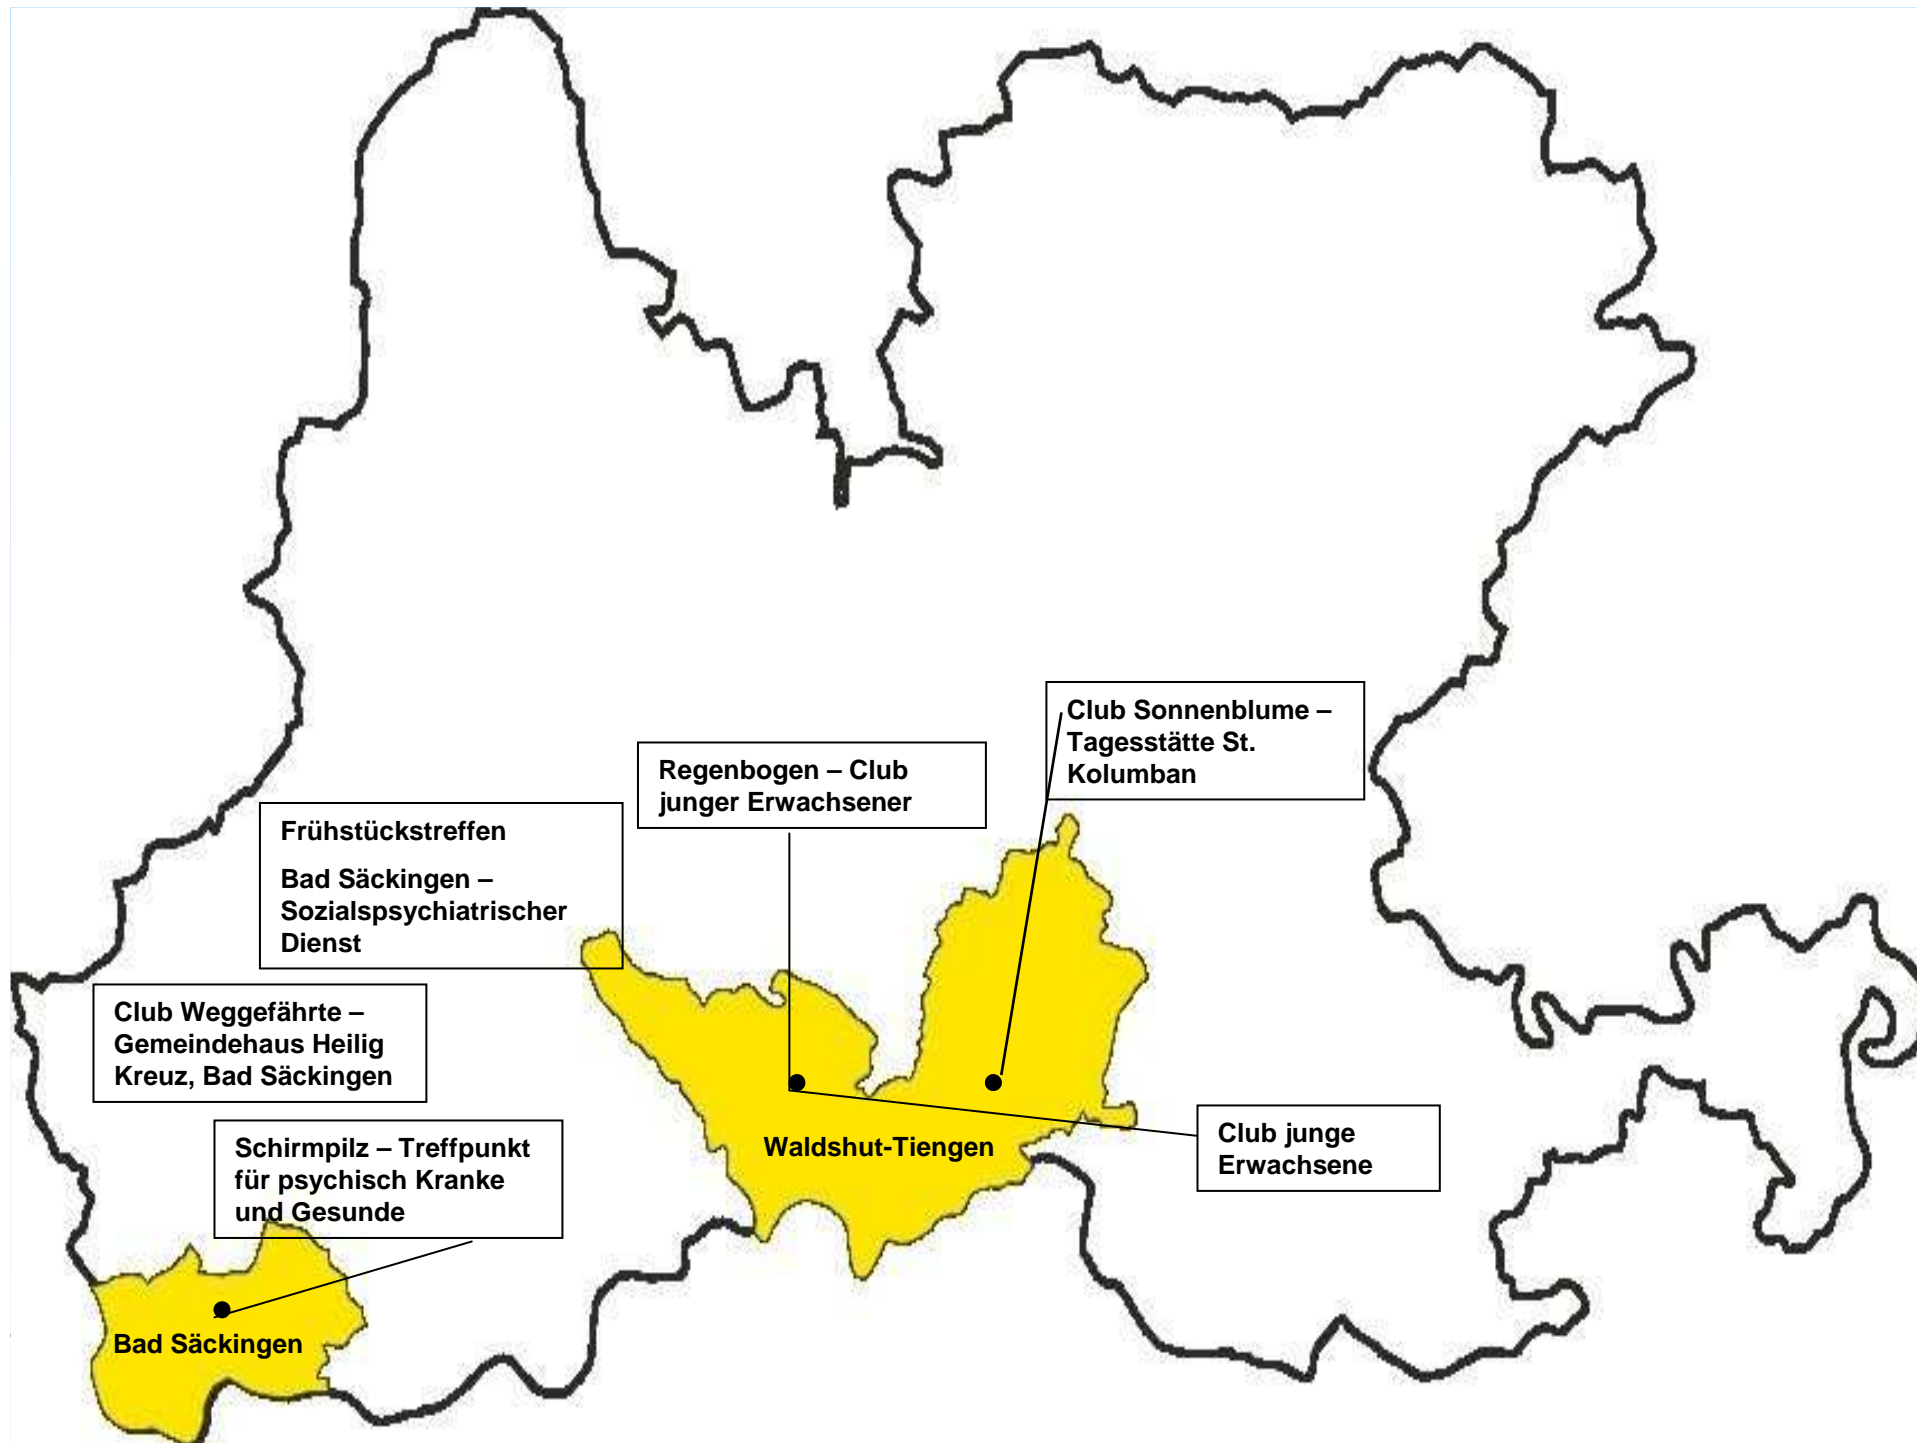 Club Sonnenblume –
Tagesstätte St.
Kolumban
Regenbogen – Club
junger Erwachsener
Frühstückstreffen
Bad Säckingen –
Sozialspsychiatrischer
Dienst
Club Weggefährte –
Gemeindehaus Heilig
Kreuz, Bad Säckingen
Schirmpilz – Treffpunkt
für psychisch Kranke
und Gesunde
Club junge
Erwachsene
Waldshut-Tiengen
Bad Säckingen